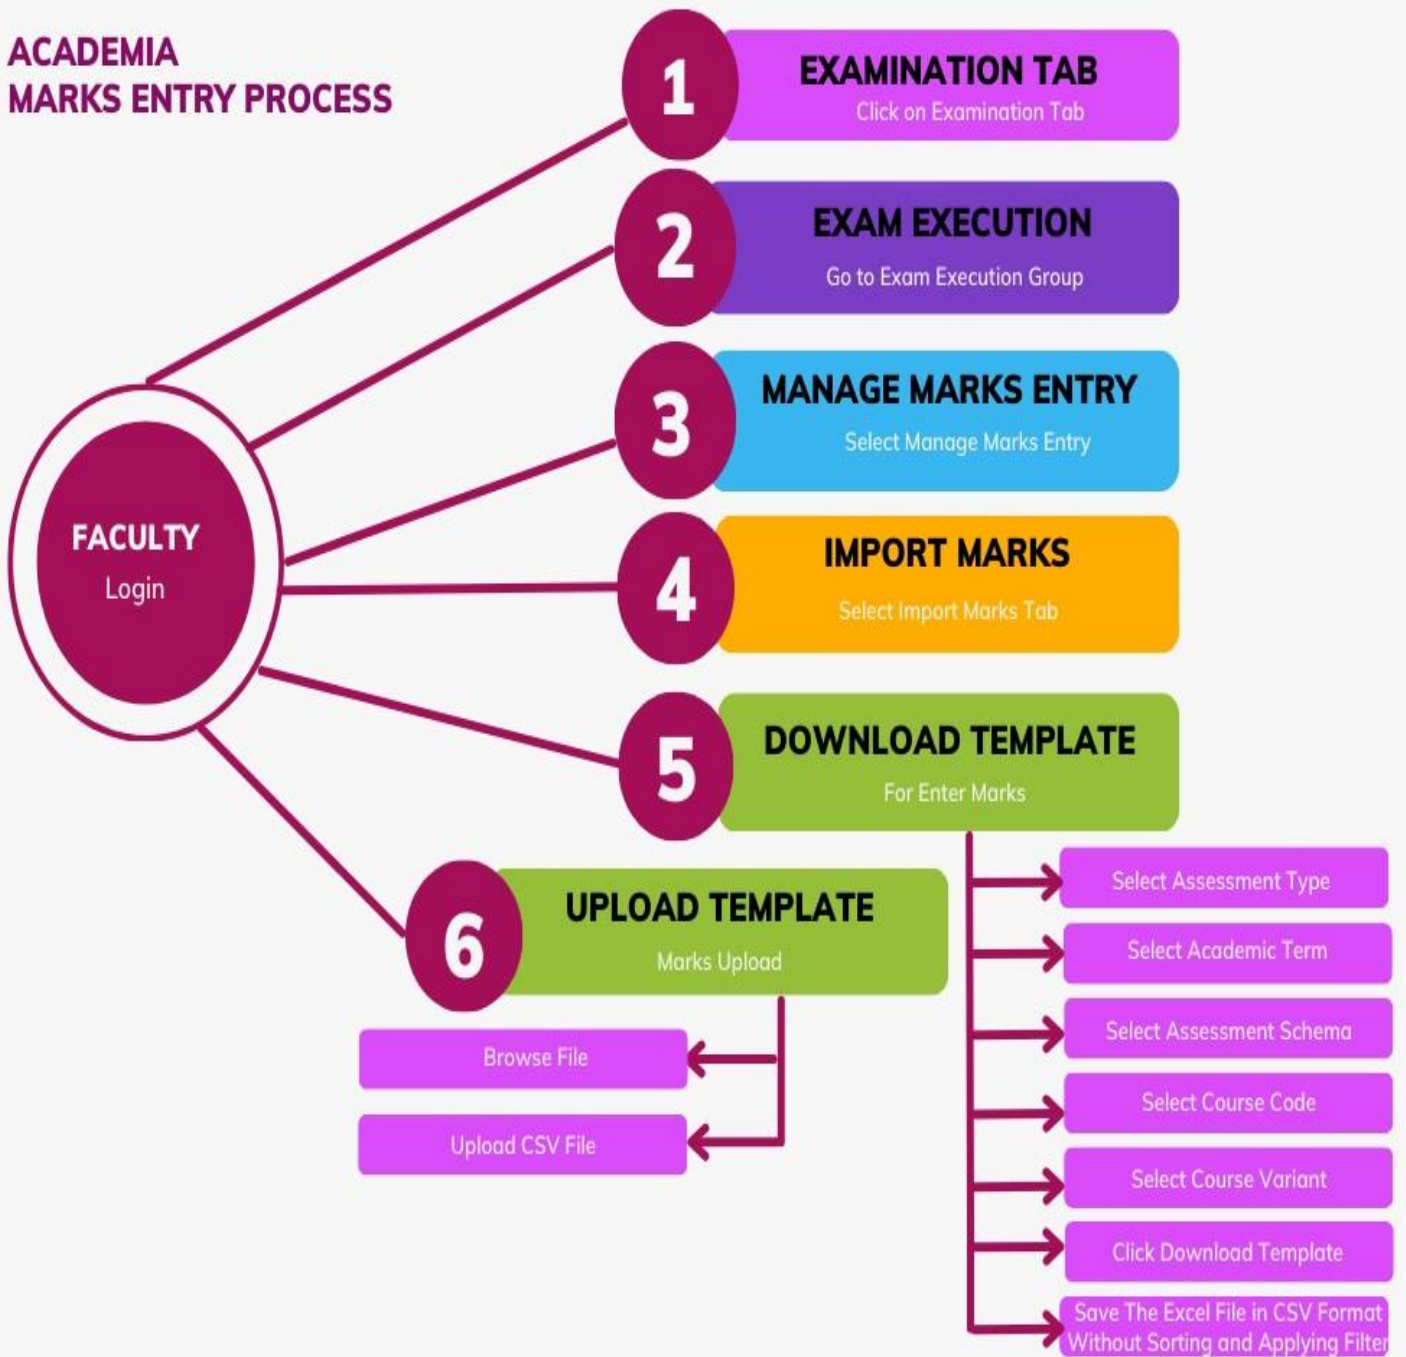 ACADEMIA
MARKS ENTRY PROCESS
1
EXAMINATION TAB
Click on Examination Tab
2
EXAM EXECUTION
Go to Exam Execution Group
3
MANAGE MARKS ENTRY
Select Manage Marks Entry
FACULTY
Login
4
IMPORT MARKS
Select Import Marks Tab
5
DOWNLOAD TEMPLATE
For Enter Marks
Select Assessment Type
Select Academic Term
Select Assessment Schema
Select Course Code
Select Course Variant
Click Download Template
Save The Excel File in CSV Format
Without Sorting and Applying Filter
6
UPLOAD TEMPLATE
Marks Upload
Browse File
Upload CSV File